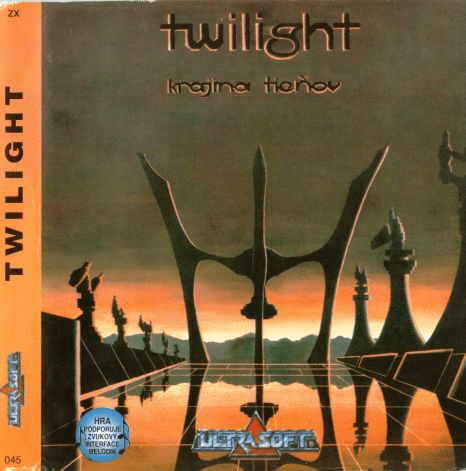 ZX
TWILIGHT
ULTRASOFT
045
twilight
krajina tieňov
HRA
PODPORUJE
ZVUKOVÝ
INTERFACE
MELODIK
ULTRASOFT